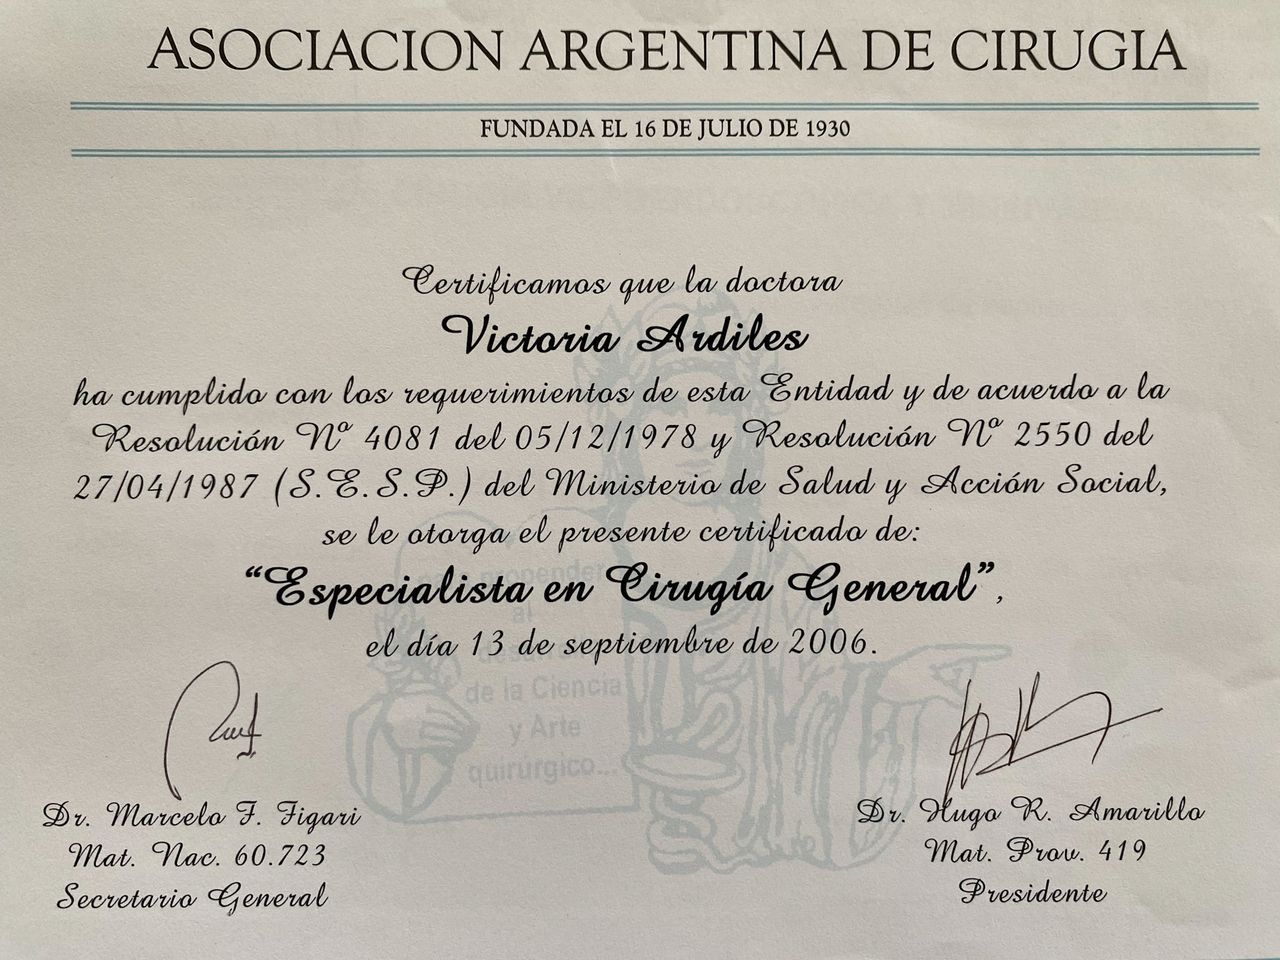 ASOCIACION ARGENTINA DE CIRUGIA
FUNDADA EL 16 DE JULIO DE 1930
Certificamos que la doctora
Victoria Ardiles
ha cumplido con los requerimientos de esta Entidad y de acuerdo a la
Resolución Nº 4081 del 05/12/1978 y Resolución Nº 2550 del
27/04/1987 (S.E.S.P.) del Ministerio de Salud y Acción Social,
se le otorga el presente certificado de:
“Especialista en Cirugía General”,
el día 13 de septiembre de 2006.
propender
al
de la Ciencia
y Arte
quirurgico...
Dr. Marcelo F. Figari
Mat. Nac. 60.723
Secretario General
Dr. Hugo R. Amarillo
Mat. Prov. 419
Presidente